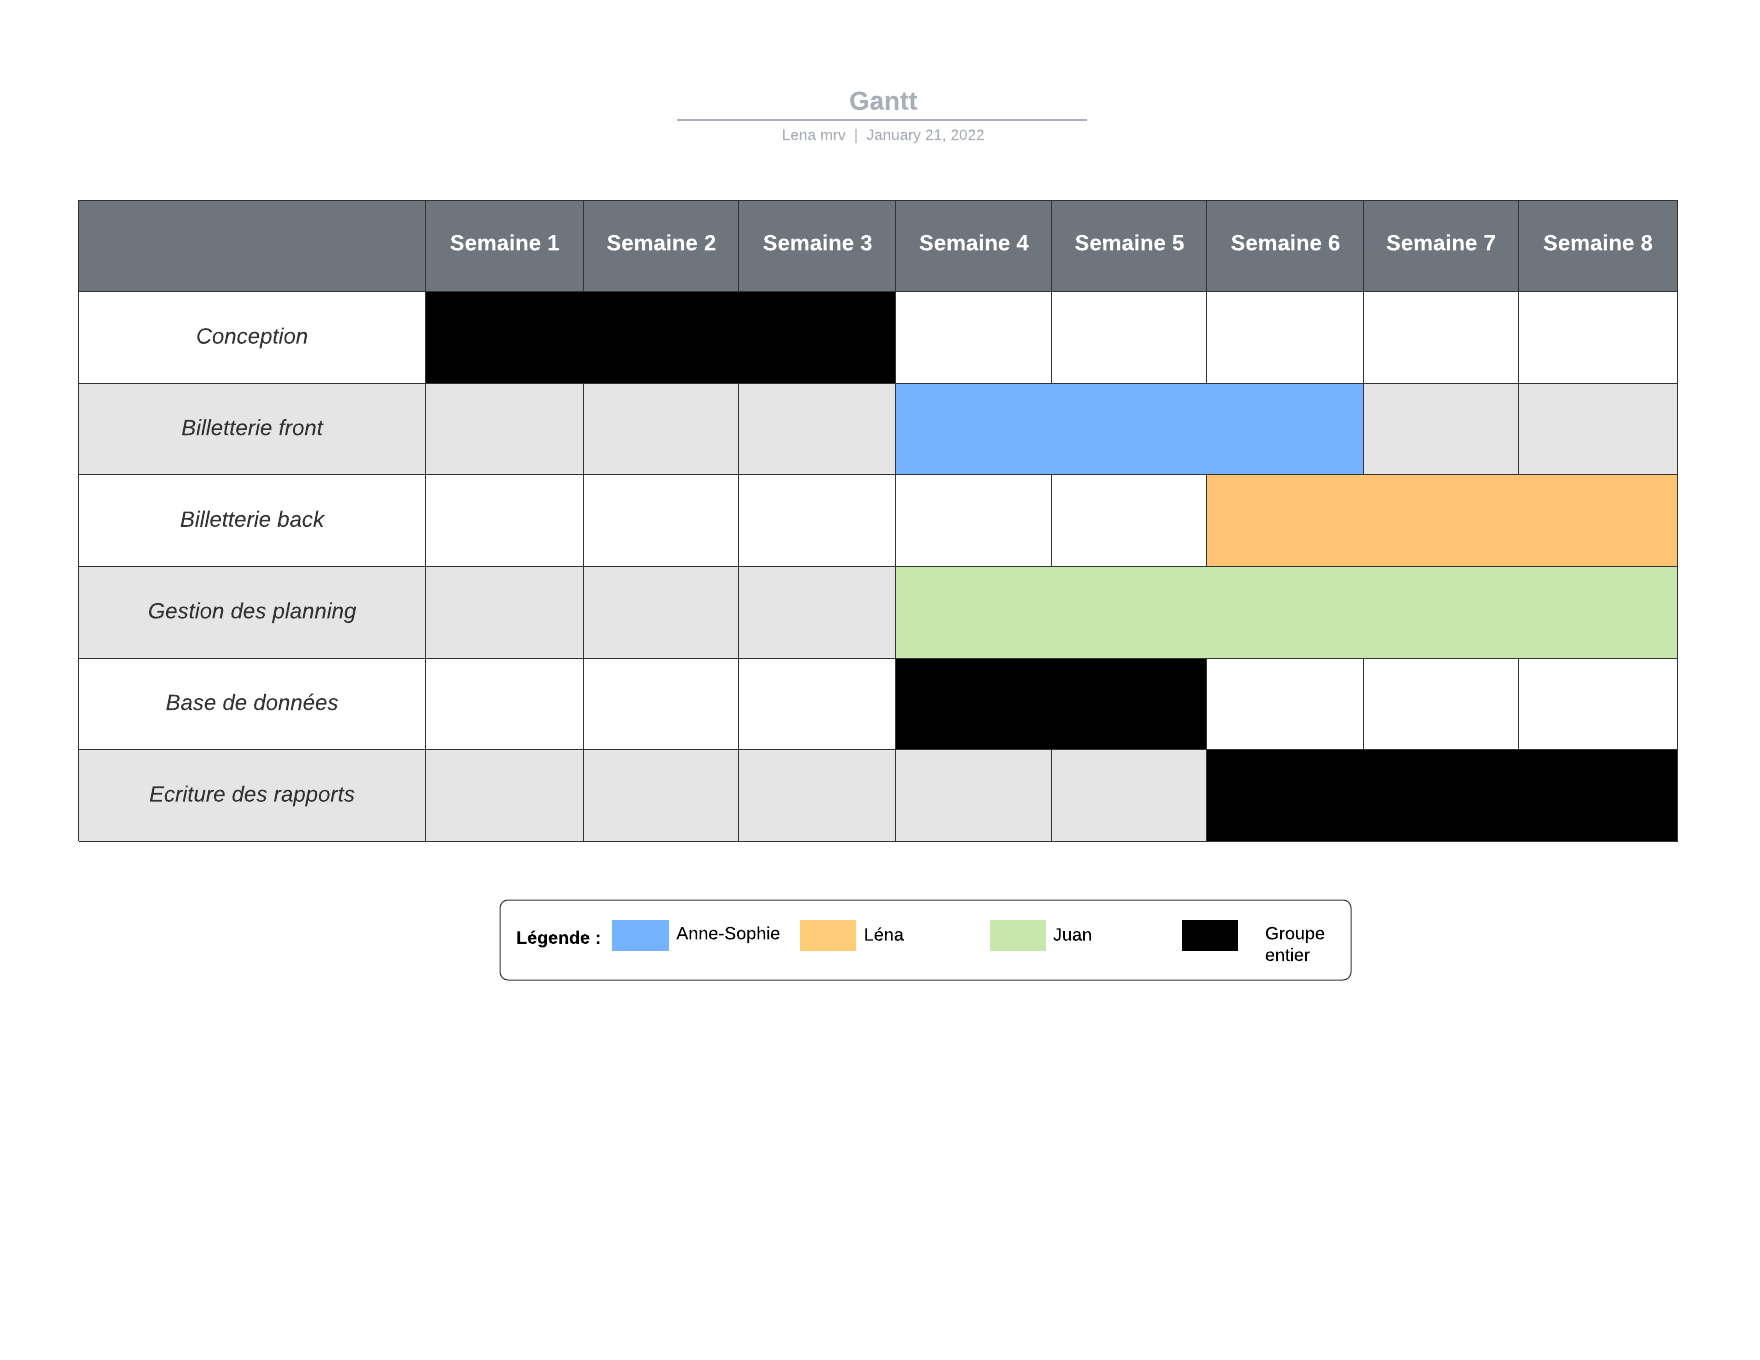 Gantt
Lena mrv | January 21, 2022
Semaine 1 Semaine 2 Semaine 3 Semaine 4 Semaine 5 Semaine 6 Semaine 7 Semaine 8
Conception
Billetterie front
Billetterie back
Gestion des planning
Base de données
Ecriture des rapports
Légende : Anne-Sophie Léna Juan Groupe
entier